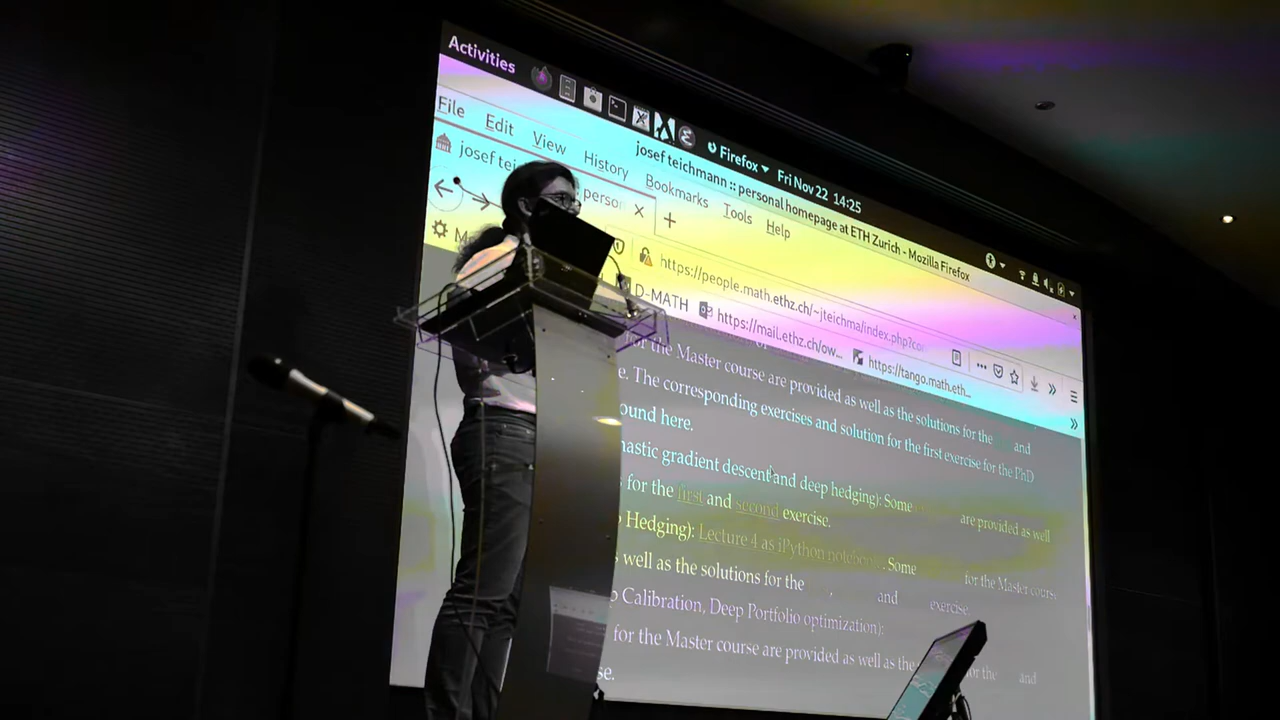 Activities
Firefox
Fri Nov 22 14:25
josef teichmann :: personal homepage at ETH Zurich - Mozilla Firefox
File Edit View History Bookmarks Tools Help
josef tei
: person
https://people.math.ethz.ch/~jteichma/index.php?co
D-MATH
https://mail.ethz.ch/ow...
https://tango.math.eth...
for the Master course are provided as well as the solutions for the and
e. The corresponding exercises and solution for the first exercise for the PhD
ound here.
hastic gradient descent and deep hedging): Some are provided as well
for the first and second exercise.
Hedging): Lecture 4 as iPython notebook. Some for the Master course
well as the solutions for the , and exercise.
Calibration, Deep Portfolio optimization):
for the Master course are provided as well as the for the and
se.